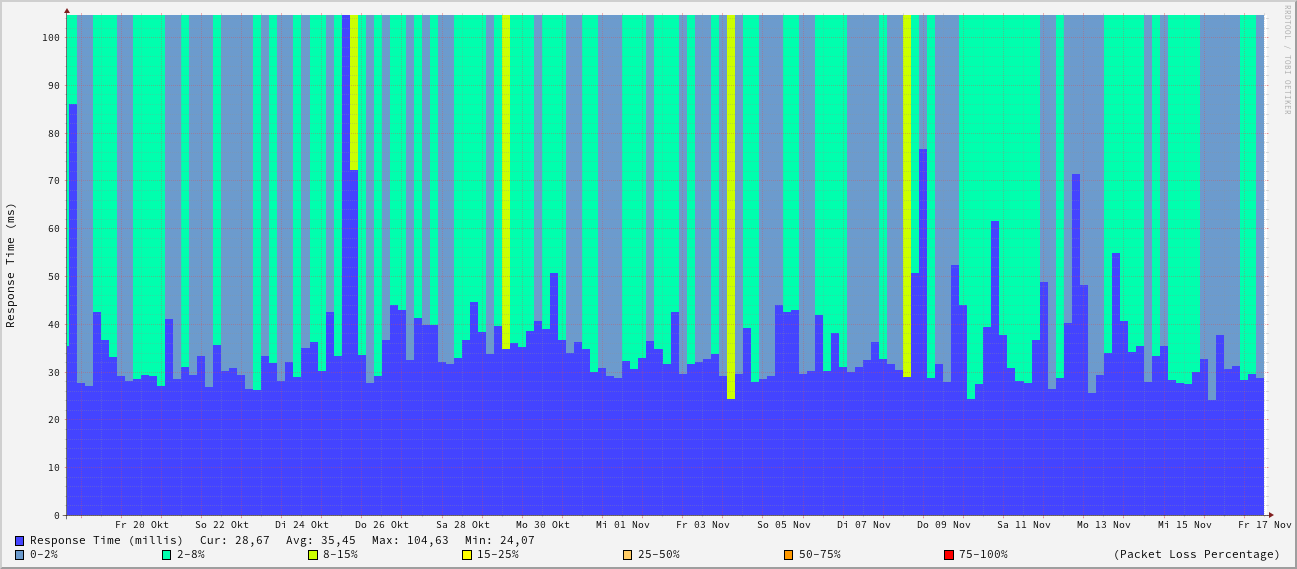 RRDTOOL / TOBI OETIKER
Response Time (ms)
100
90
80
70
60
50
40
30
20
10
0
Fr 20 Okt So 22 Okt Di 24 Okt Do 26 Okt Sa 28 Okt Mo 30 Okt Mi 01 Nov Fr 03 Nov So 05 Nov Di 07 Nov Do 09 Nov Sa 11 Nov Mo 13 Nov Mi 15 Nov Fr 17 Nov
Response Time (millis) Cur: 28,67 Avg: 35,45 Max: 104,63 Min: 24,07
0-2% 2-8% 8-15% 15-25% 25-50% 50-75% 75-100% (Packet Loss Percentage)